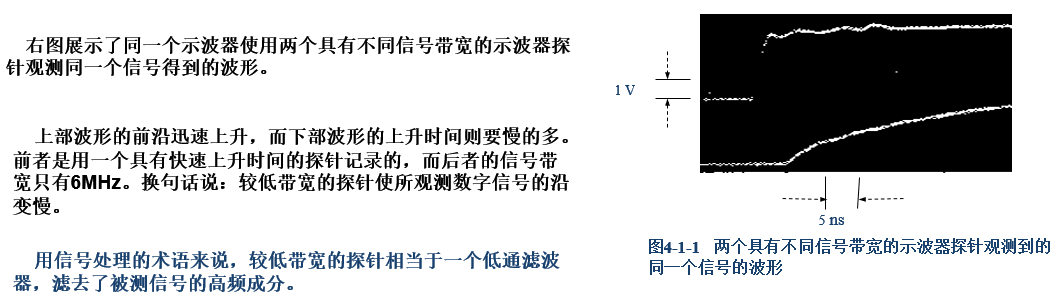 右图展示了同一个示波器使用两个具有不同信号带宽的示波器探
针观测同一个信号得到的波形。
上部波形的前沿迅速上升，而下部波形的上升时间则要慢的多。
前者是用一个具有快速上升时间的探针记录的，而后者的信号带
宽只有6MHz。换句话说：较低带宽的探针使所观测数字信号的沿
变慢。
用信号处理的术语来说，较低带宽的探针相当于一个低通滤波
器，滤去了被测信号的高频成分。
1 V
5 ns
图4-1-1 两个具有不同信号带宽的示波器探针观测到的
同一个信号的波形